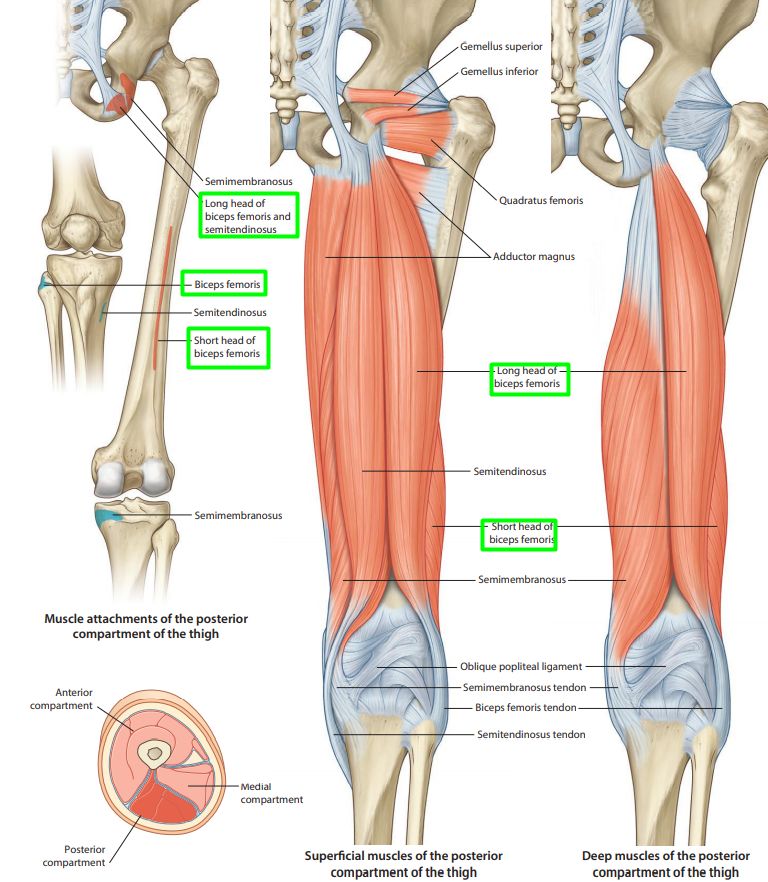 Gemellus superior
Gemellus inferior
Semimembranosus
Long head of
biceps femoris and
semitendinosus
Quadratus femoris
Adductor magnus
Biceps femoris
Semitendinosus
Short head of
biceps femoris
Long head of
biceps femoris
Semitendinosus
Semimembranosus
Short head of
biceps femoris
Semimembranosus
Muscle attachments of the posterior
compartment of the thigh
Oblique popliteal ligament
Semimembranosus tendon
Biceps femoris tendon
Semitendinosus tendon
Anterior
compartment
Medial
compartment
Posterior
compartment
Superficial muscles of the posterior
compartment of the thigh
Deep muscles of the posterior
compartment of the thigh